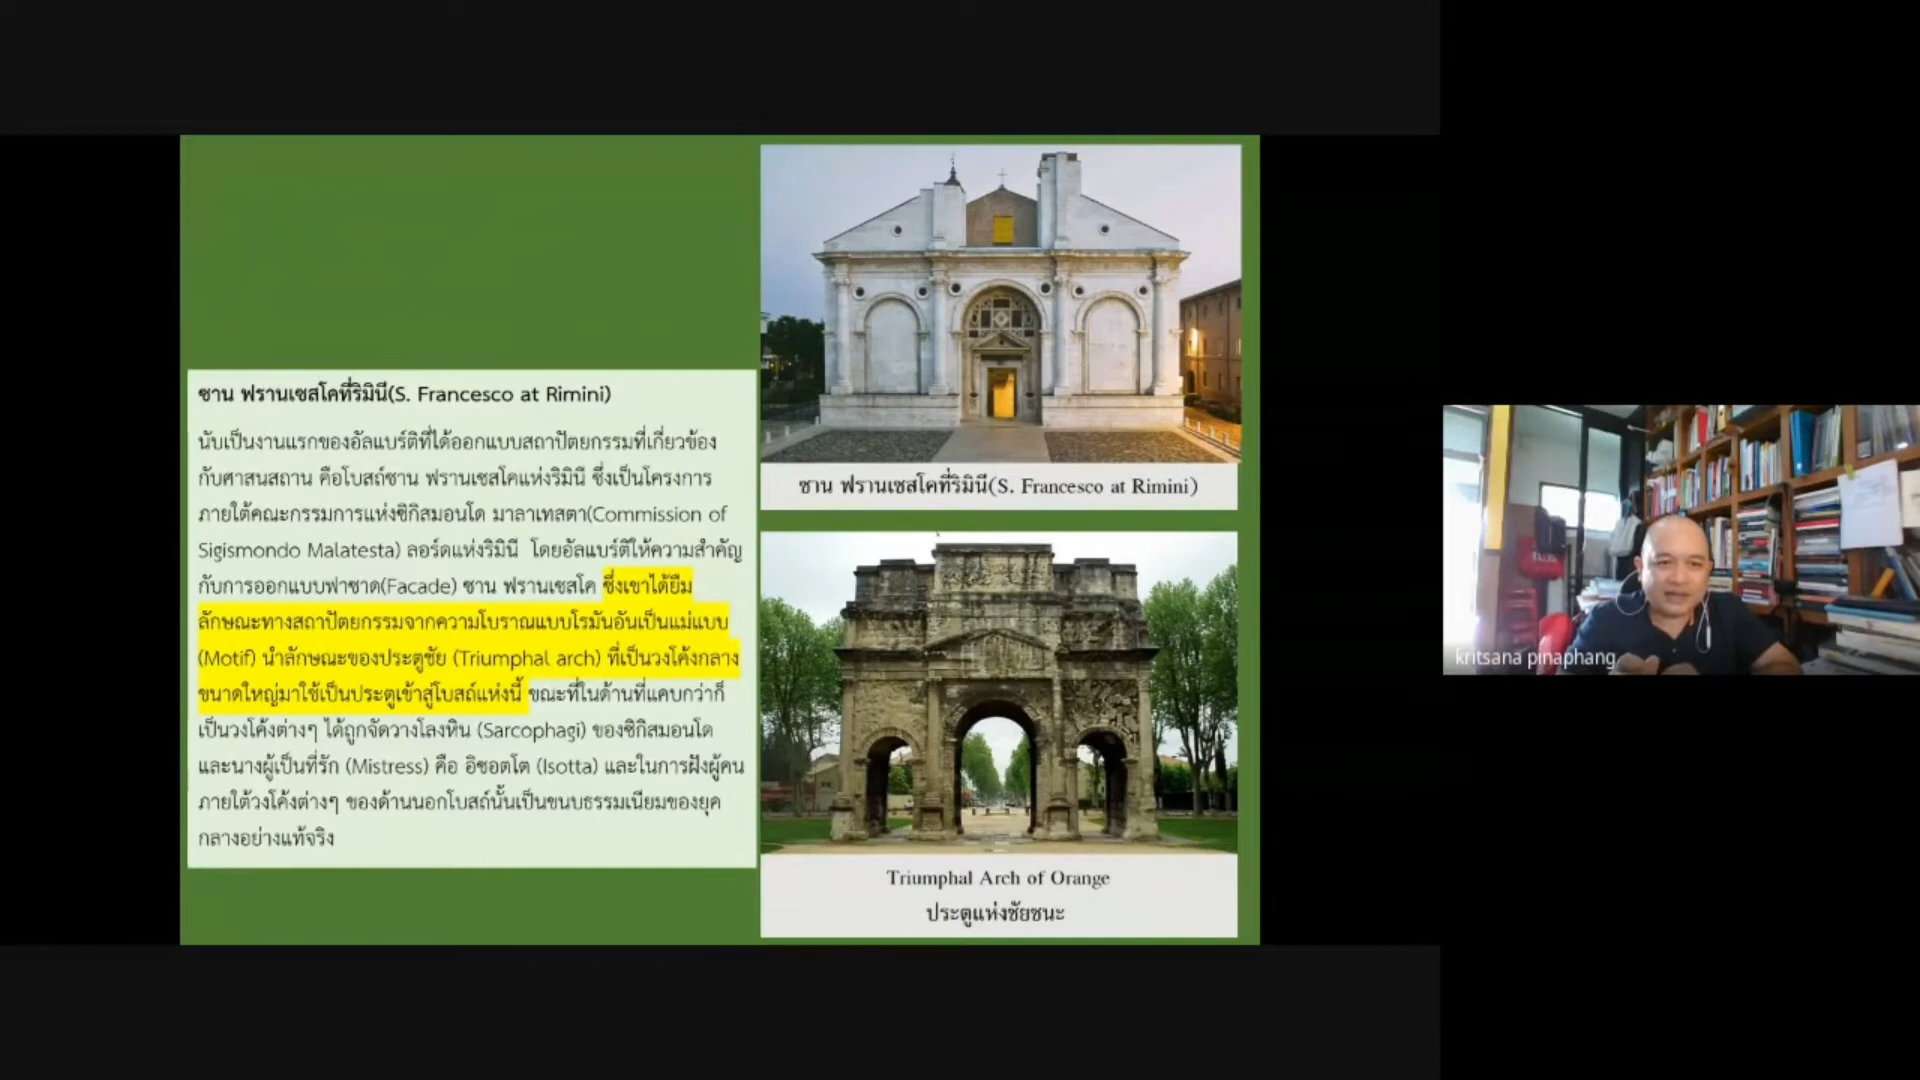 ซาน ฟรานเซสโคที่ริมินี(S. Francesco at Rimini)
นับเป็นงานแรกของอัลแบร์ติที่ได้ออกแบบสถาปัตยกรรมที่เกี่ยวข้อง
กับศาสนสถาน คือโบสถ์ซาน ฟรานเซสโคแห่งริมินี ซึ่งเป็นโครงการ
ภายใต้คณะกรรมการแห่งซิกิสมอนโด มาลาเทสตา(Commission of
Sigismondo Malatesta) ลอร์ดแห่งริมินี โดยอัลแบร์ติให้ความสำคัญ
กับการออกแบบฟาซาด(Facade) ซาน ฟรานเซสโค ซึ่งเขาได้ยืม
ลักษณะทางสถาปัตยกรรมจากความโบราณแบบโรมันอันเป็นแม่แบบ
(Motif) นำลักษณะของประตูชัย (Triumphal arch) ที่เป็นวงโค้งกลาง
ขนาดใหญ่มาใช้เป็นประตูเข้าสู่โบสถ์แห่งนี้ ขณะที่ในด้านที่แคบกว่าก็
เป็นวงโค้งต่างๆ ได้ถูกจัดวางโลงหิน (Sarcophagi) ของซิกิสมอนโด
และนางผู้เป็นที่รัก (Mistress) คือ อิซอตโต (Isotta) และในการฝังผู้คน
ภายใต้วงโค้งต่างๆ ของด้านนอกโบสถ์นั้นเป็นขนบธรรมเนียมของยุค
กลางอย่างแท้จริง
ซาน ฟรานเซสโคที่ริมินี(S. Francesco at Rimini)
Triumphal Arch of Orange
ประตูแห่งชัยชนะ
kritsana pinaphang